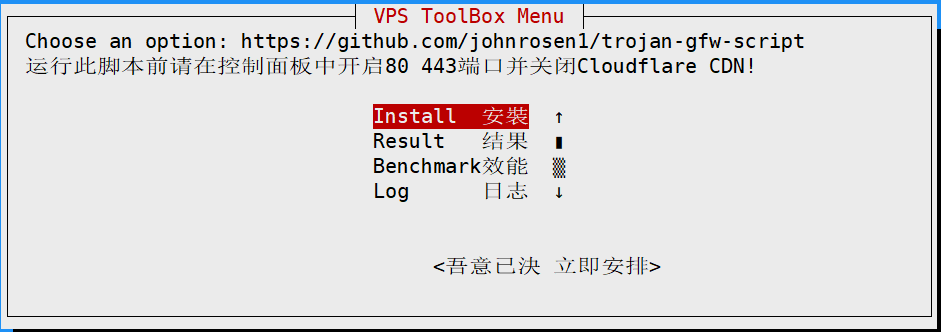 VPS ToolBox Menu
Choose an option: https://github.com/johnrosen1/trojan-gfw-script
运行此脚本前请在控制面板中开启80 443端口并关闭Cloudflare CDN!
Install 安裝 ↑
Result 结果
Benchmark效能
Log 日志 ↓
<吾意已決 立即安排>